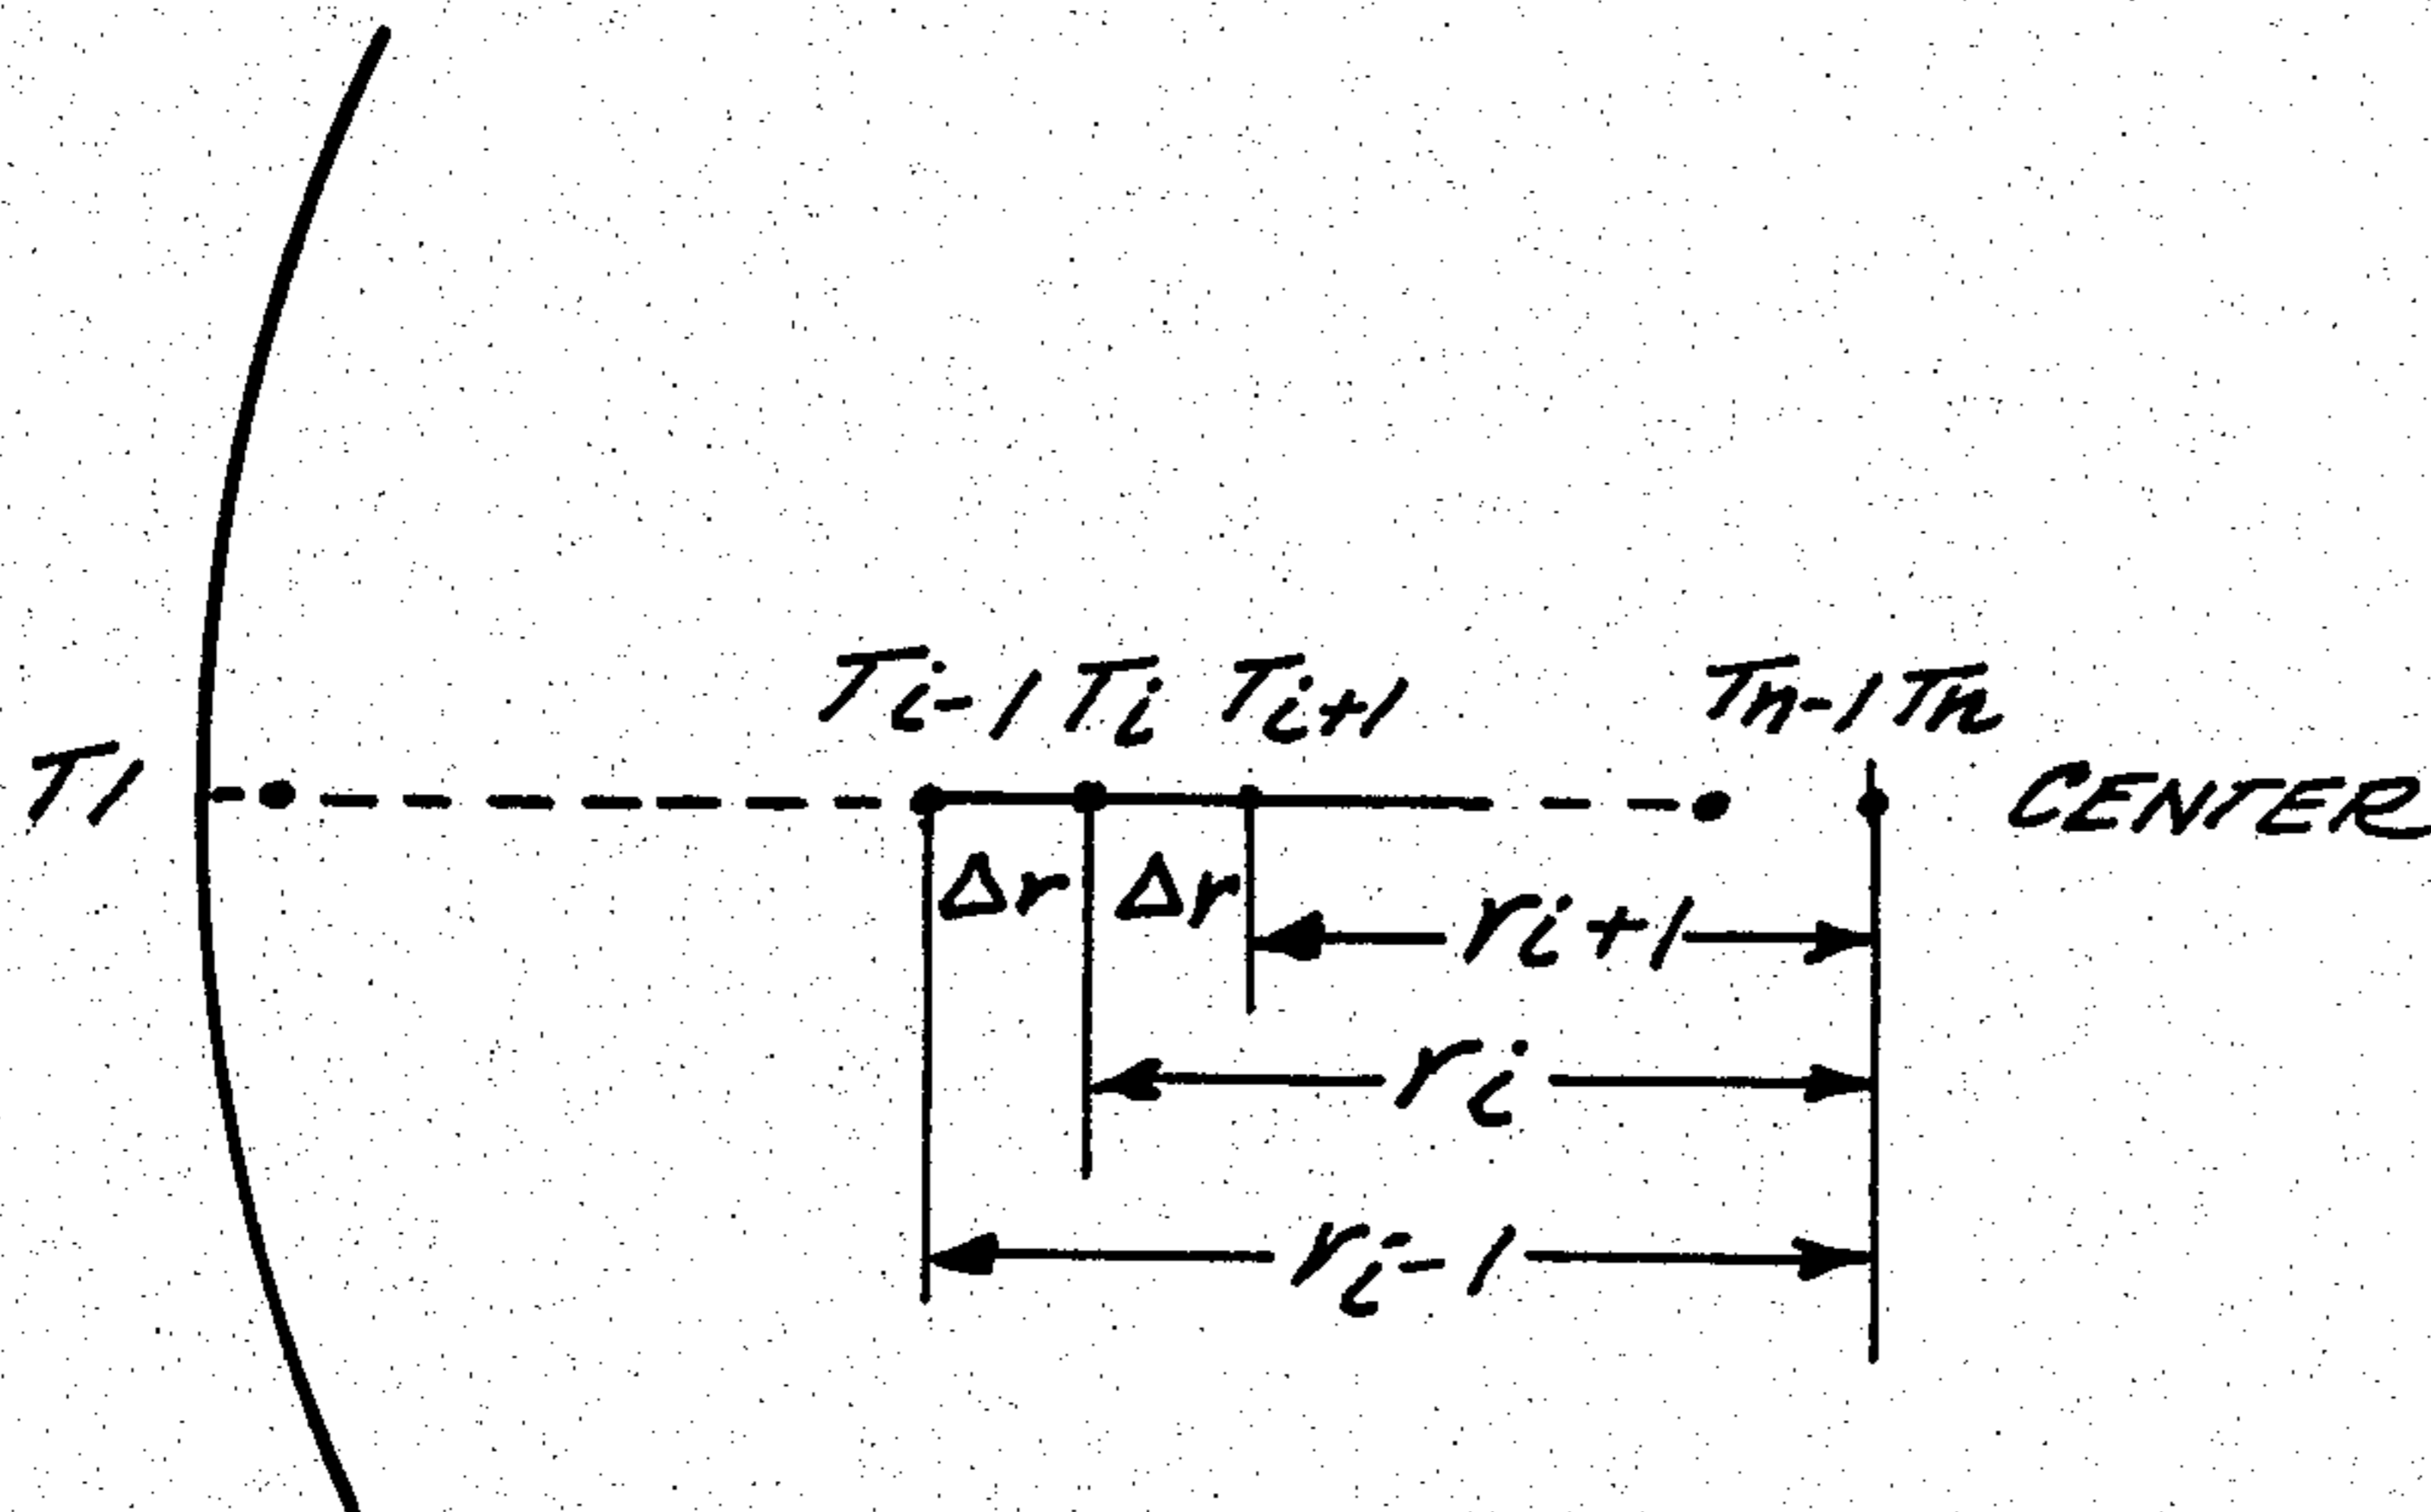 Ti-1 Ti Ti+1 Tn-1 Tn
T1 CENTER
Δr Δr
ri+1
ri
ri-1